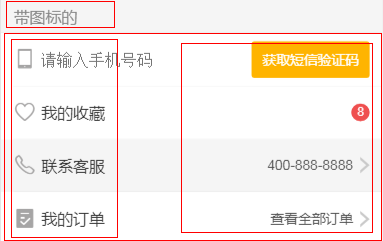 带图标的
请输入手机号码 获取短信验证码
我的收藏 8
联系客服 400-888-8888
我的订单 查看全部订单